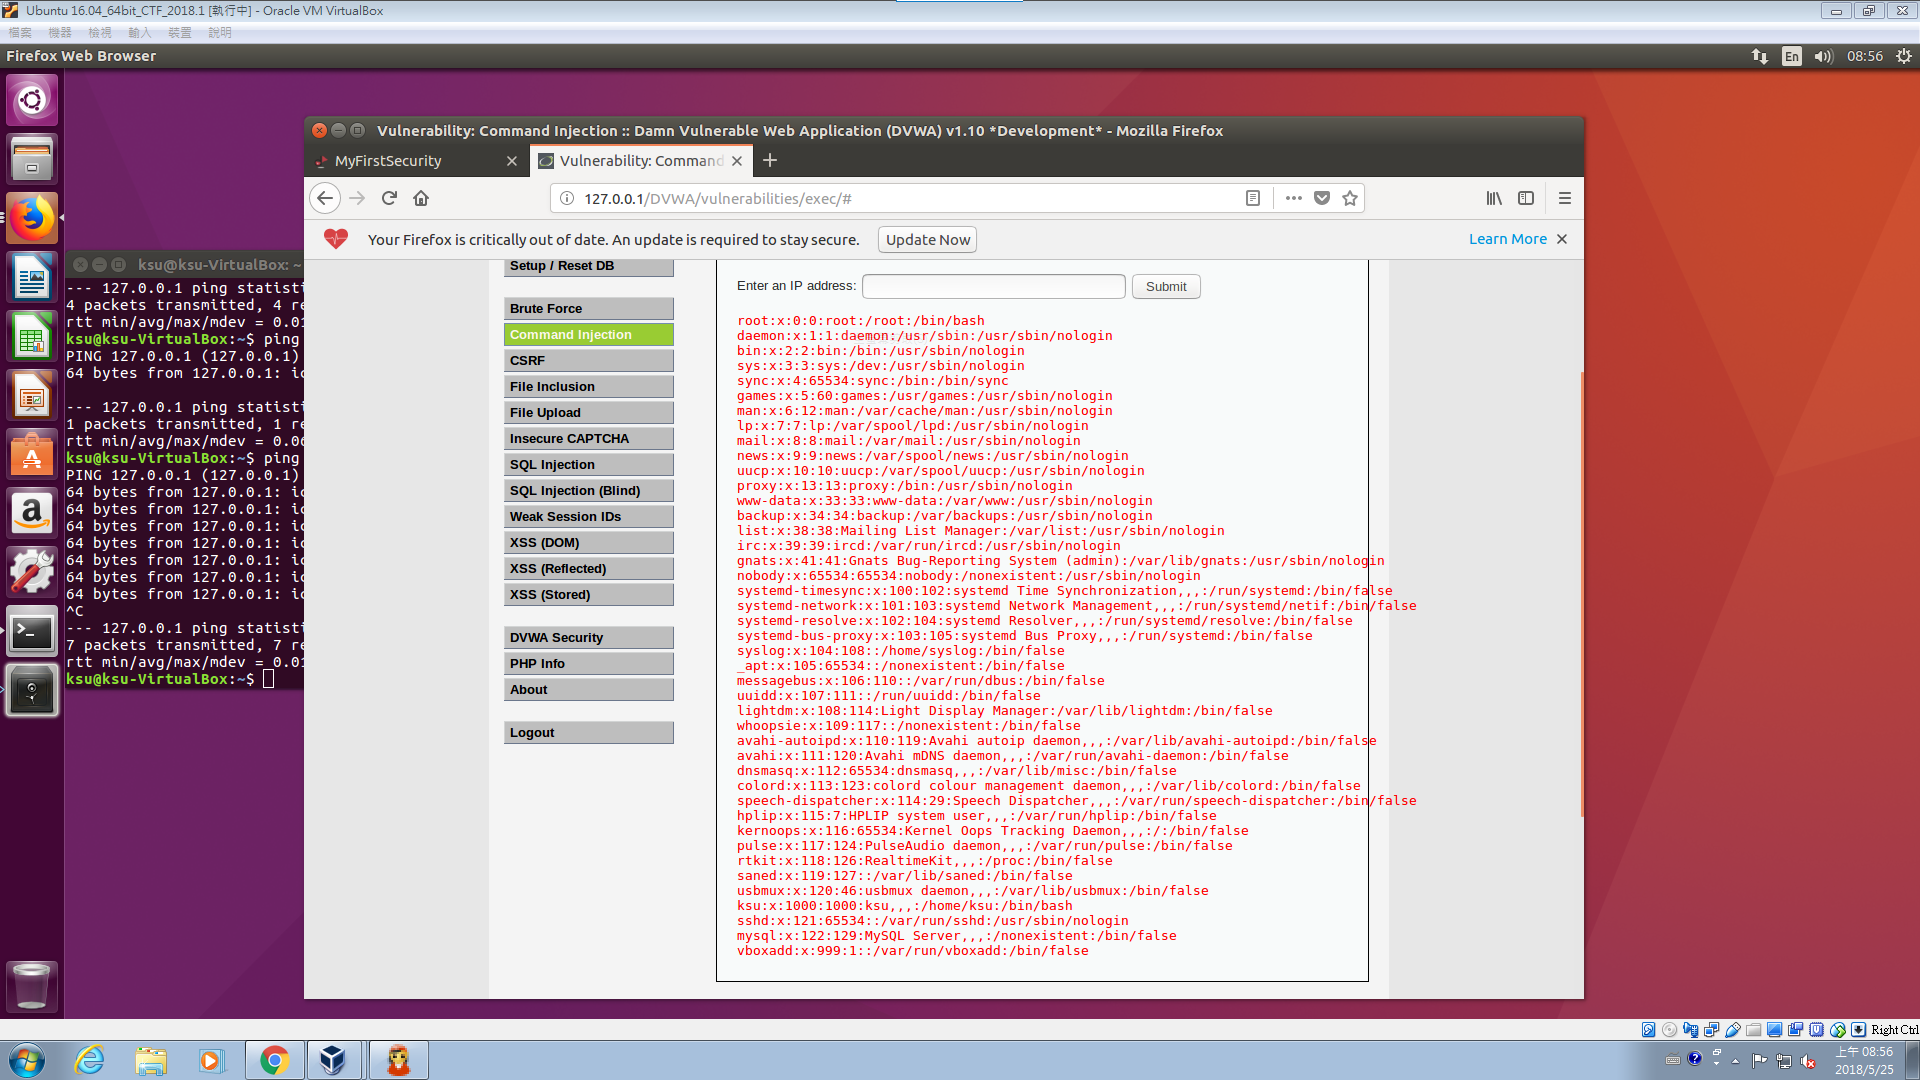 Ubuntu 16.04_64bit_CTF_2018.1 [執行中] - Oracle VM VirtualBox
檔案 機器 檢視 輸入 裝置 說明
Firefox Web Browser
En
08:56
Vulnerability: Command Injection :: Damn Vulnerable Web Application (DVWA) v1.10 *Development* - Mozilla Firefox
MyFirstSecurity
Vulnerability: Command
127.0.0.1/DVWA/vulnerabilities/exec/#
Your Firefox is critically out of date. An update is required to stay secure.
Update Now
Learn More
ksu@ksu-VirtualBox: ~
--- 127.0.0.1 ping statisti
4 packets transmitted, 4 re
rtt min/avg/max/mdev = 0.01
ksu@ksu-VirtualBox:~$ ping
PING 127.0.0.1 (127.0.0.1)
64 bytes from 127.0.0.1: ic
--- 127.0.0.1 ping statisti
1 packets transmitted, 1 re
rtt min/avg/max/mdev = 0.06
ksu@ksu-VirtualBox:~$ ping
PING 127.0.0.1 (127.0.0.1)
64 bytes from 127.0.0.1: ic
64 bytes from 127.0.0.1: ic
64 bytes from 127.0.0.1: ic
64 bytes from 127.0.0.1: ic
64 bytes from 127.0.0.1: ic
64 bytes from 127.0.0.1: ic
64 bytes from 127.0.0.1: ic
^C
--- 127.0.0.1 ping statisti
7 packets transmitted, 7 re
rtt min/avg/max/mdev = 0.01
ksu@ksu-VirtualBox:~$
Setup / Reset DB
Brute Force
Command Injection
CSRF
File Inclusion
File Upload
Insecure CAPTCHA
SQL Injection
SQL Injection (Blind)
Weak Session IDs
XSS (DOM)
XSS (Reflected)
XSS (Stored)
DVWA Security
PHP Info
About
Logout
Enter an IP address:
Submit
root:x:0:0:root:/root:/bin/bash
daemon:x:1:1:daemon:/usr/sbin:/usr/sbin/nologin
bin:x:2:2:bin:/bin:/usr/sbin/nologin
sys:x:3:3:sys:/dev:/usr/sbin/nologin
sync:x:4:65534:sync:/bin:/bin/sync
games:x:5:60:games:/usr/games:/usr/sbin/nologin
man:x:6:12:man:/var/cache/man:/usr/sbin/nologin
lp:x:7:7:lp:/var/spool/lpd:/usr/sbin/nologin
mail:x:8:8:mail:/var/mail:/usr/sbin/nologin
news:x:9:9:news:/var/spool/news:/usr/sbin/nologin
uucp:x:10:10:uucp:/var/spool/uucp:/usr/sbin/nologin
proxy:x:13:13:proxy:/bin:/usr/sbin/nologin
www-data:x:33:33:www-data:/var/www:/usr/sbin/nologin
backup:x:34:34:backup:/var/backups:/usr/sbin/nologin
list:x:38:38:Mailing List Manager:/var/list:/usr/sbin/nologin
irc:x:39:39:ircd:/var/run/ircd:/usr/sbin/nologin
gnats:x:41:41:Gnats Bug-Reporting System (admin):/var/lib/gnats:/usr/sbin/nologin
nobody:x:65534:65534:nobody:/nonexistent:/usr/sbin/nologin
systemd-timesync:x:100:102:systemd Time Synchronization,,,:/run/systemd:/bin/false
systemd-network:x:101:103:systemd Network Management,,,:/run/systemd/netif:/bin/false
systemd-resolve:x:102:104:systemd Resolver,,,:/run/systemd/resolve:/bin/false
systemd-bus-proxy:x:103:105:systemd Bus Proxy,,,:/run/systemd:/bin/false
syslog:x:104:108::/home/syslog:/bin/false
_apt:x:105:65534::/nonexistent:/bin/false
messagebus:x:106:110::/var/run/dbus:/bin/false
uuidd:x:107:111::/run/uuidd:/bin/false
lightdm:x:108:114:Light Display Manager:/var/lib/lightdm:/bin/false
whoopsie:x:109:117::/nonexistent:/bin/false
avahi-autoipd:x:110:119:Avahi autoip daemon,,,:/var/lib/avahi-autoipd:/bin/false
avahi:x:111:120:Avahi mDNS daemon,,,:/var/run/avahi-daemon:/bin/false
dnsmasq:x:112:65534:dnsmasq,,,:/var/lib/misc:/bin/false
colord:x:113:123:colord colour management daemon,,,:/var/lib/colord:/bin/false
speech-dispatcher:x:114:29:Speech Dispatcher,,,:/var/run/speech-dispatcher:/bin/false
hplip:x:115:7:HPLIP system user,,,:/var/run/hplip:/bin/false
kernoops:x:116:65534:Kernel Oops Tracking Daemon,,,:/:/bin/false
pulse:x:117:124:PulseAudio daemon,,,:/var/run/pulse:/bin/false
rtkit:x:118:126:RealtimeKit,,,:/proc:/bin/false
saned:x:119:127::/var/lib/saned:/bin/false
usbmux:x:120:46:usbmux daemon,,,:/var/lib/usbmux:/bin/false
ksu:x:1000:1000:ksu,,,:/home/ksu:/bin/bash
sshd:x:121:65534::/var/run/sshd:/usr/sbin/nologin
mysql:x:122:129:MySQL Server,,,:/nonexistent:/bin/false
vboxadd:x:999:1::/var/run/vboxadd:/bin/false
Right Ctrl
上午 08:56
2018/5/25